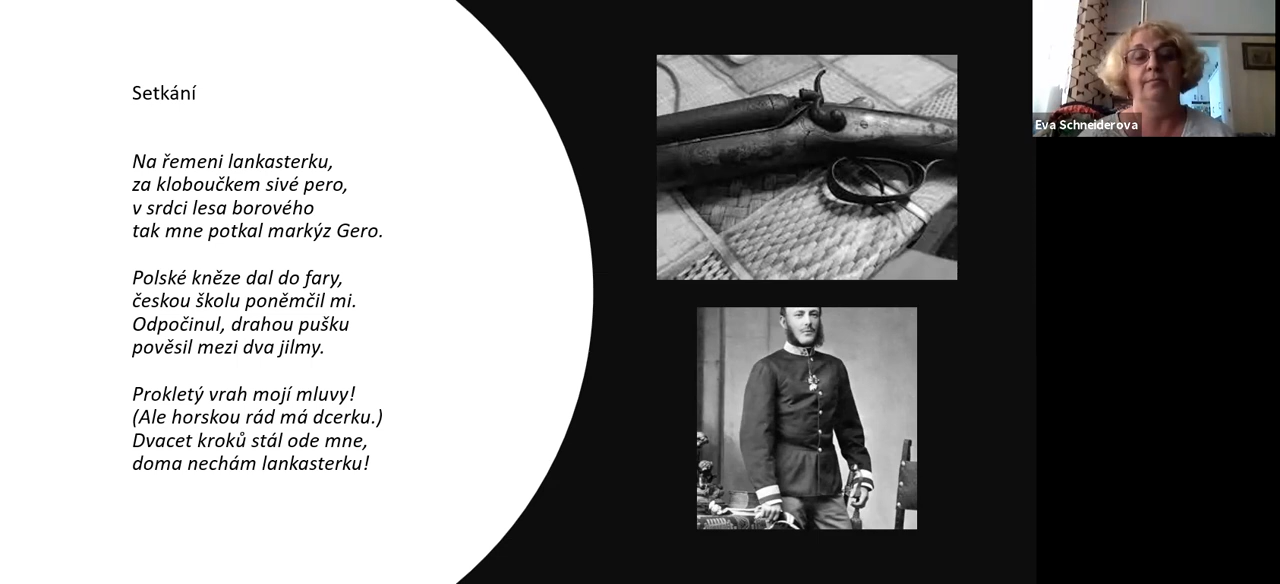 Setkání
Na řemeni lankasterku,
za kloboučkem sivé pero,
v srdci lesa borového
tak mne potkal markýz Gero.
Polské kněze dal do fary,
českou školu poněmčil mi.
Odpočinul, drahou pušku
pověsil mezi dva jilmy.
Prokletý vrah mojí mluvy!
(Ale horskou rád má dcerku.)
Dvacet kroků stál ode mne,
doma nechám lankasterku!
Eva Schneiderova